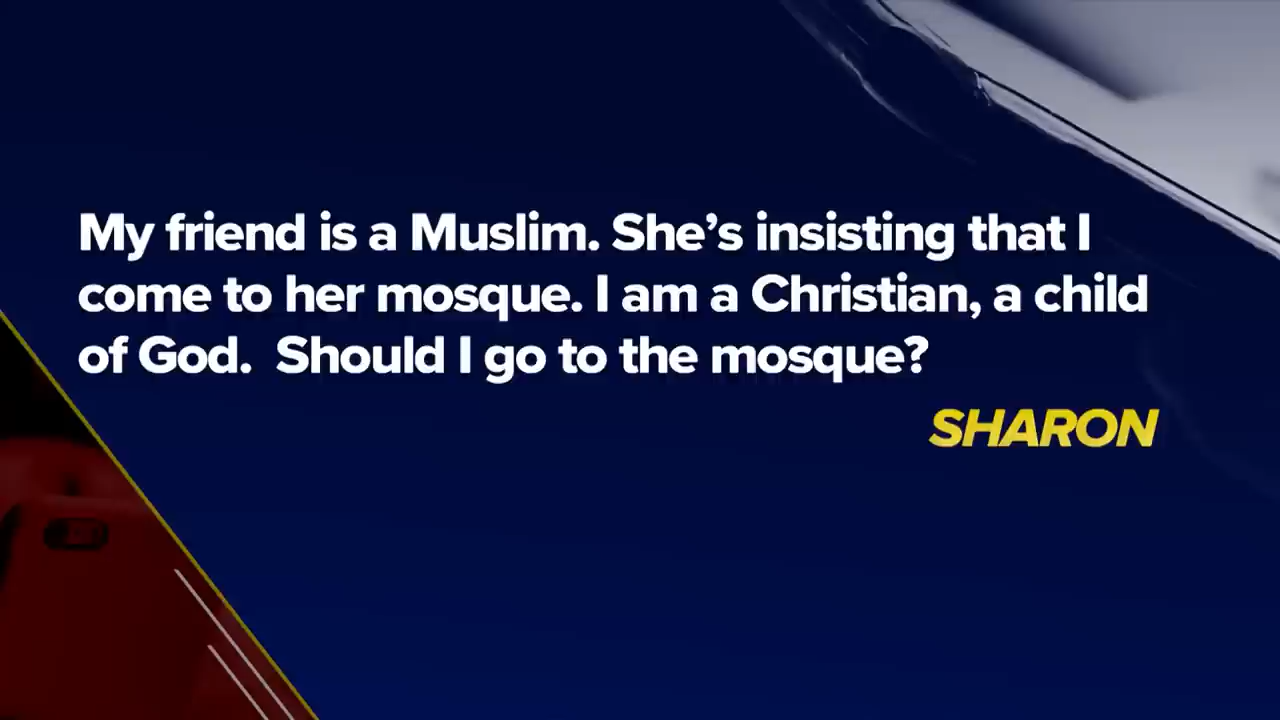 My friend is a Muslim. She’s insisting that I
come to her mosque. I am a Christian, a child
of God.  Should I go to the mosque?
SHARON